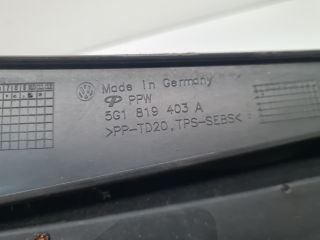 Made in Germany
PPW
5G1 819 403 A
>PP-TD20,TPS-SEBS<